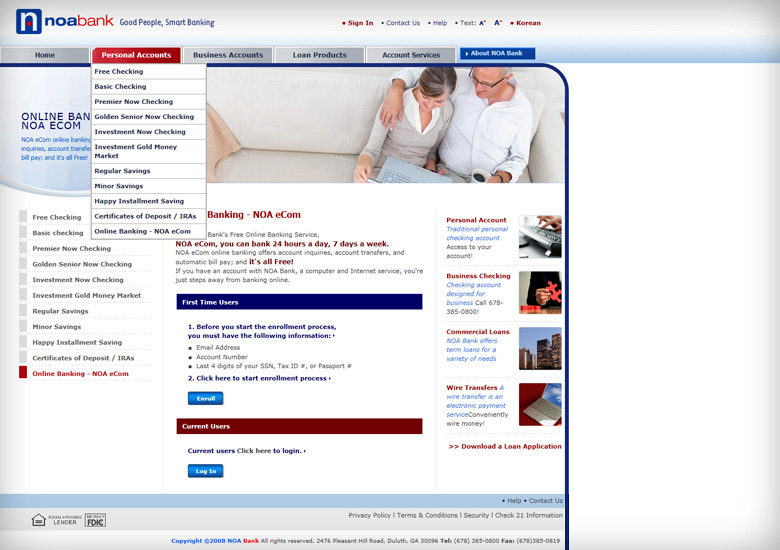 noabank Good People, Smart Banking
• Sign In • Contact Us • Help • Text: A A • Korean
Home Personal Accounts Business Accounts Loan Products Account Services About NOA Bank
Free Checking
Basic Checking
Premier Now Checking
Golden Senior Now Checking
Investment Now Checking
Investment Gold Money
Market
Regular Savings
Minor Savings
Happy Installment Saving
Certificates of Deposit / IRAs
Online Banking - NOA eCom
ONLINE BAN
NOA ECOM
NOA eCom online banking
inquiries, account transfe
bill pay; and it's all Free!
Free Checking
Basic checking
Premier Now Checking
Golden Senior Now Checking
Investment Now Checking
Investment Gold Money Market
Regular Savings
Minor Savings
Happy Installment Saving
Certificates of Deposit / IRAs
Online Banking - NOA eCom
Banking - NOA eCom
Bank's Free Online Banking Service,
NOA eCom, you can bank 24 hours a day, 7 days a week.
NOA eCom online banking offers account inquiries, account transfers, and
automatic bill pay; and it's all Free!
If you have an account with NOA Bank, a computer and Internet service, you're
just steps away from banking online.
First Time Users
1. Before you start the enrollment process,
you must have the following information: ›
Email Address
Account Number
Last 4 digits of your SSN, Tax ID #, or Passport #
2. Click here to start enrollment process ›
Enroll
Current Users
Current users Click here to login. ›
Log In
Personal Account
Traditional personal
checking account
Access to your
account!
Business Checking
Checking account
designed for
business Call 678-
385-0800!
Commercial Loans
NOA Bank offers
term loans for a
variety of needs
Wire Transfers A
wire transfer is an
electronic payment
serviceConveniently
wire money!
>> Download a Loan Application
• Help • Contact Us
EQUAL HOUSING
LENDER
MEMBER
FDIC
Privacy Policy l Terms & Conditions l Security l Check 21 Information
Copyright ©2008 NOA Bank All rights reserved. 2476 Pleasant Hill Road, Duluth, GA 30096 Tel: (678) 385-0800 Fax: (678)385-0819